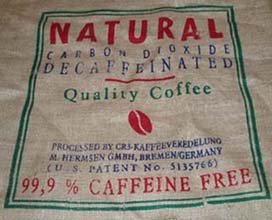 NATURAL
CARBON DIOXIDE
DECAFFEINATED
Quality Coffee
PROCESSED BY CR3-KAFFEEVEREDELUNG
M. HERMSEN GMBH, BREMEN/GERMANY
(U.S. PATENT No. 5135766)
99,9 % CAFFEINE FREE